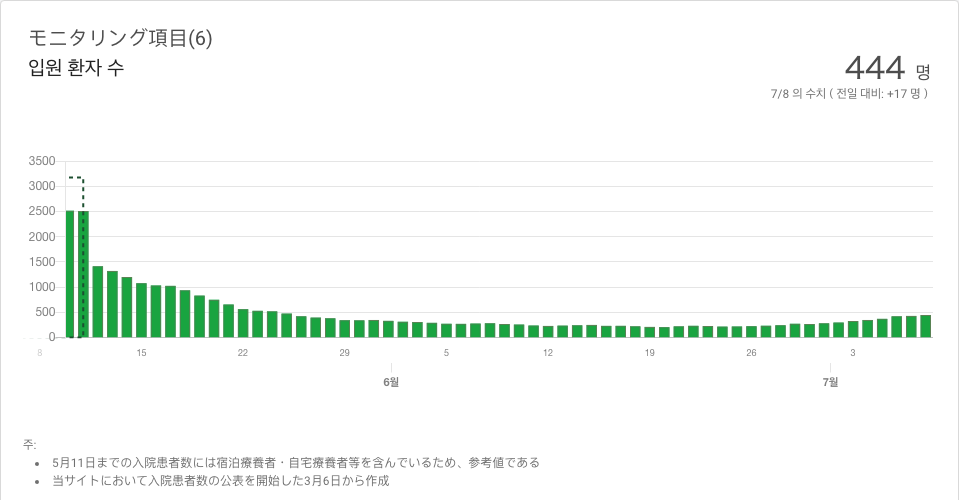 モニタリング項目(6)
입원 환자 수
444 명
7/8 의 수치 ( 전일 대비: +17 명 )
3500
3000
2500
2000
1500
1000
500
0
8 15 22 29 5 12 19 26 3
6월 7월
주:
• 5月11日までの入院患者数には宿泊療養者・自宅療養者等を含んでいるため、参考値である
• 当サイトにおいて入院患者数の公表を開始した3月6日から作成